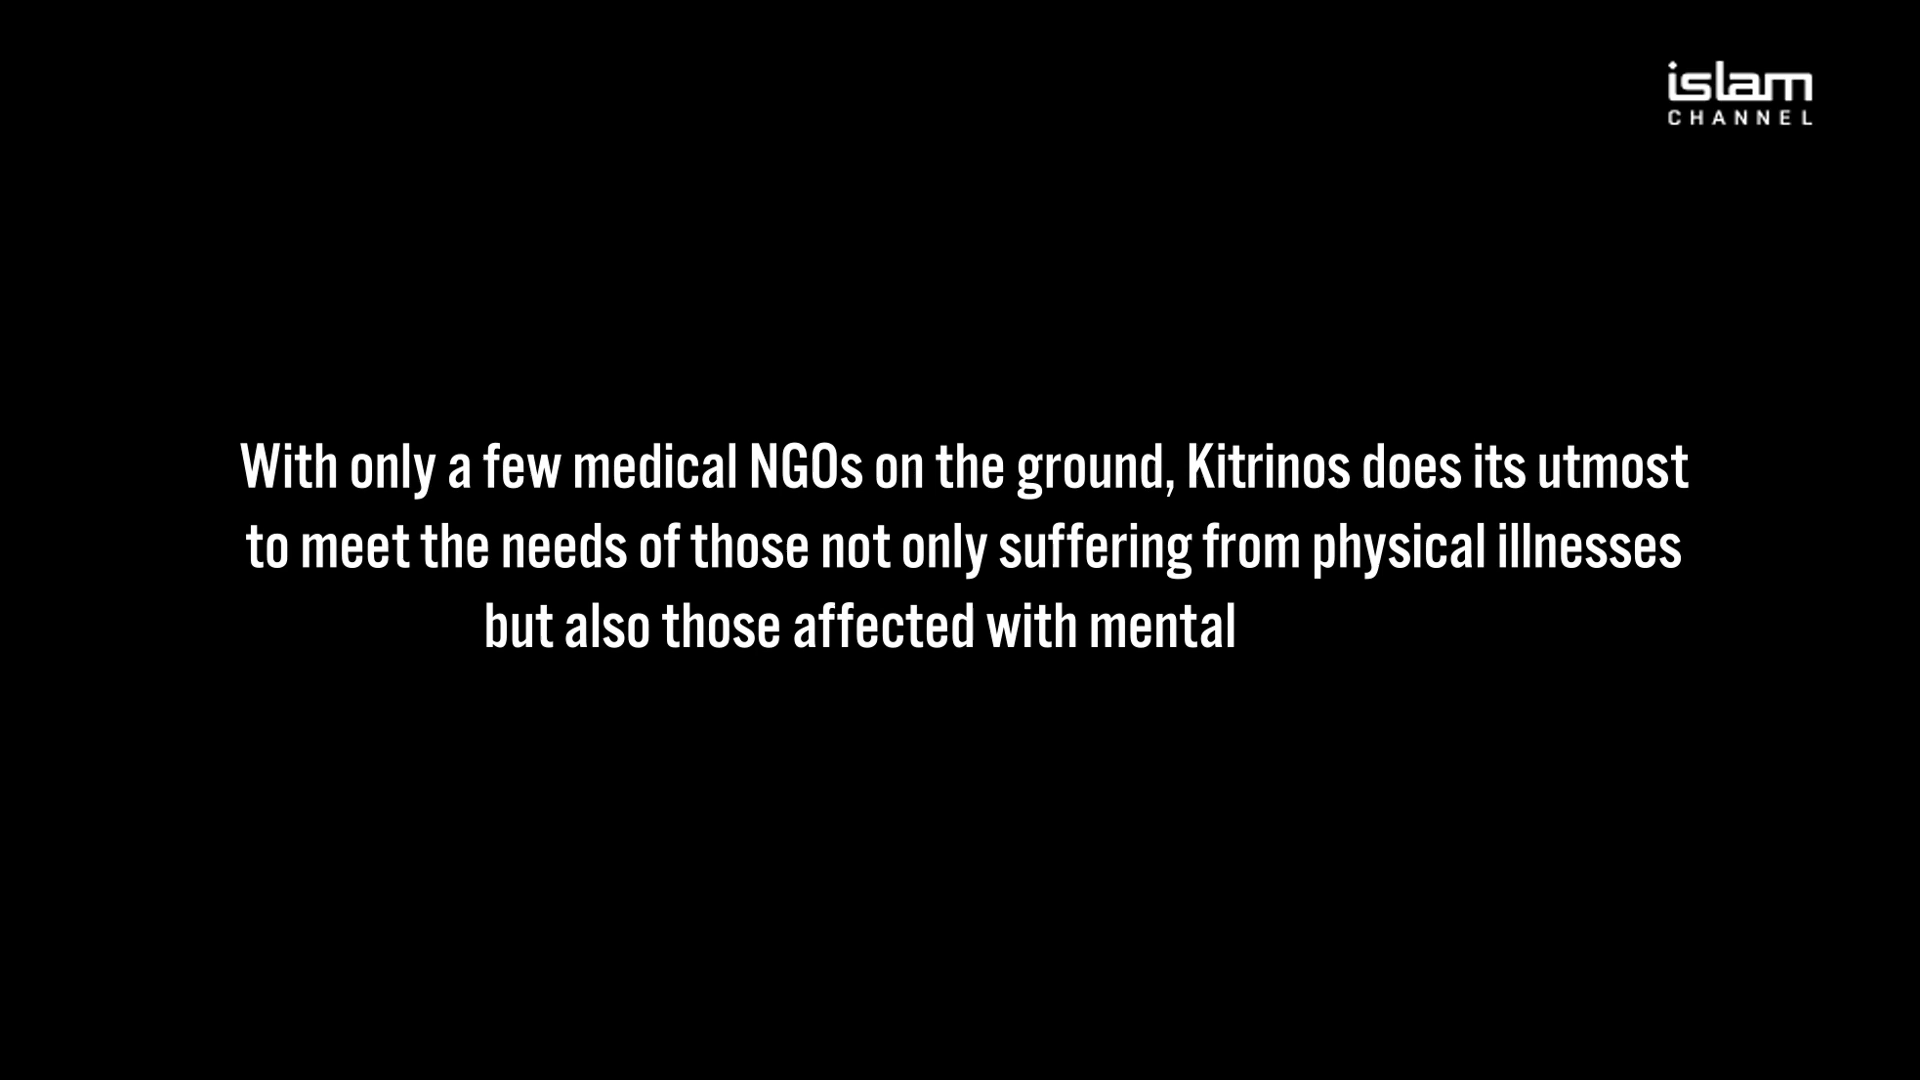 islam
CHANNEL
With only a few medical NGOs on the ground, Kitrinos does its utmost
to meet the needs of those not only suffering from physical illnesses
but also those affected with mental